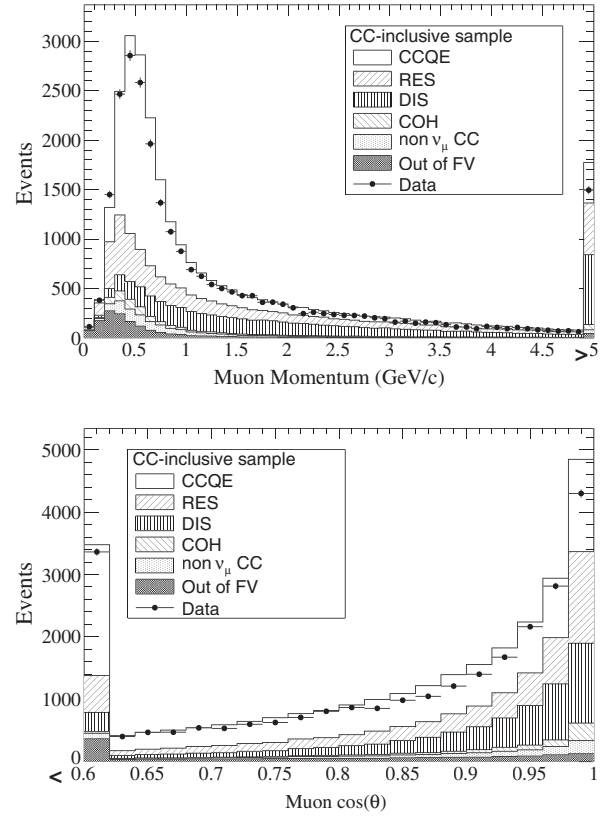 3000
2500
2000
1500
1000
500
0
Events
CC-inclusive sample
CCQE
RES
DIS
COH
non νμ CC
Out of FV
Data
0 0.5 1 1.5 2 2.5 3 3.5 4 4.5 >5
Muon Momentum (GeV/c)
5000
4000
3000
2000
1000
0
Events
CC-inclusive sample
CCQE
RES
DIS
COH
non νμ CC
Out of FV
Data
< 0.6 0.65 0.7 0.75 0.8 0.85 0.9 0.95 1
Muon cos(θ)